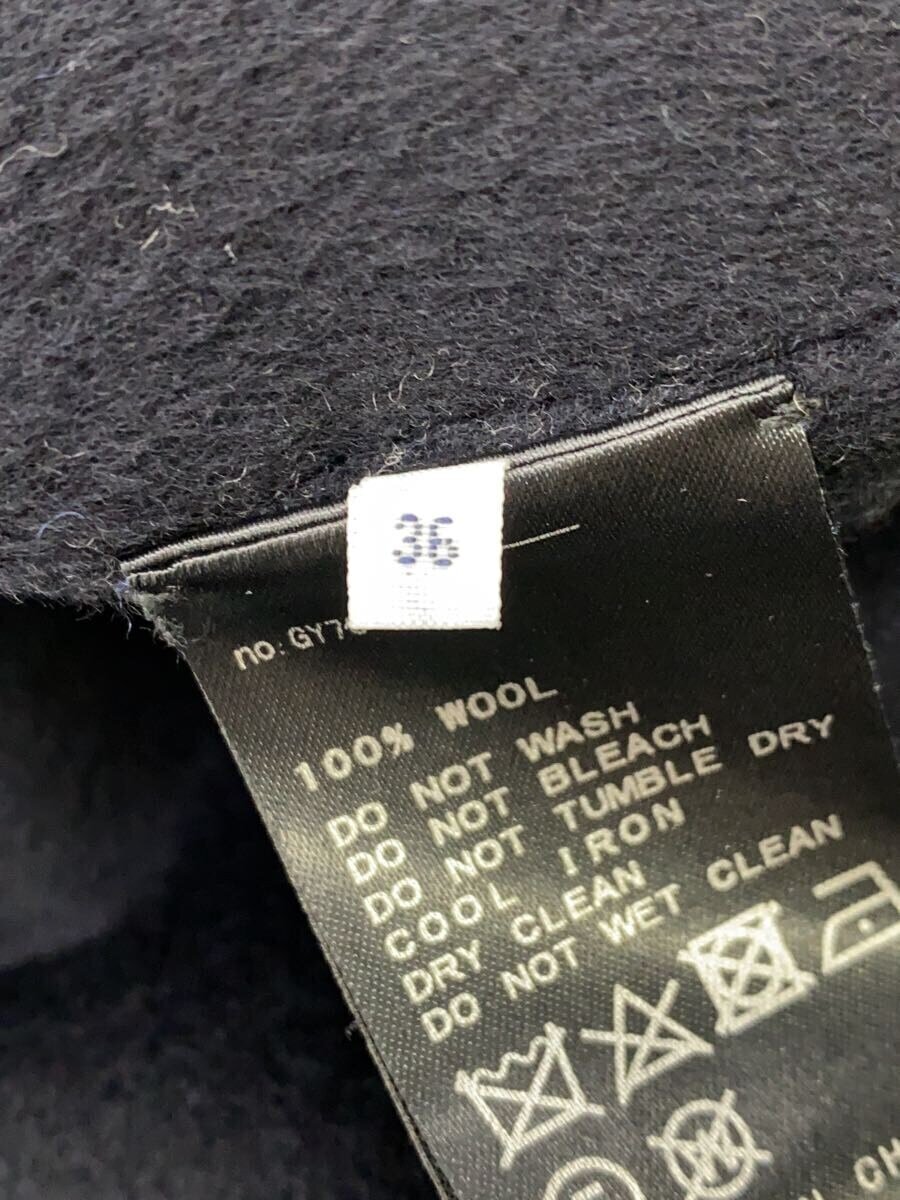 36
no:GY7
100% WOOL
DO NOT WASH
DO NOT BLEACH
DO NOT TUMBLE DRY
COOL IRON
DRY CLEAN
DO NOT WET CLEAN
W